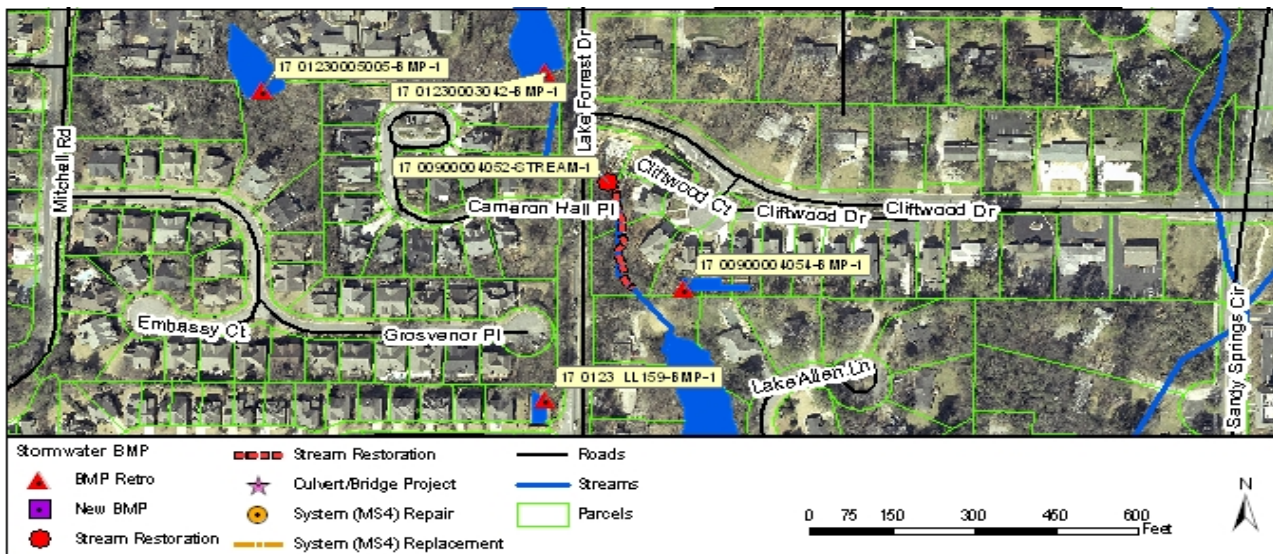 17 01230005005-BMP-1
17 01230003042-BMP-1
Lake Forrest Dr
Mitchell Rd
17 00900004052-STREAM-1
Cliftwood Ct
Cameron Hall Pl
Cliftwood Dr
Cliftwood Dr
17 00900004054-BMP-1
Embassy Ct
Grosvenor Pl
Sandy Springs Cir
17 0123 LL159-BMP-1
Lake Allen Ln
Stormwater BMP
BMP Retro
New BMP
Stream Restoration
Stream Restoration
Culvert/Bridge Project
System (MS4) Repair
System (MS4) Replacement
Roads
Streams
Parcels
N
0 75 150 300 450 600
Feet